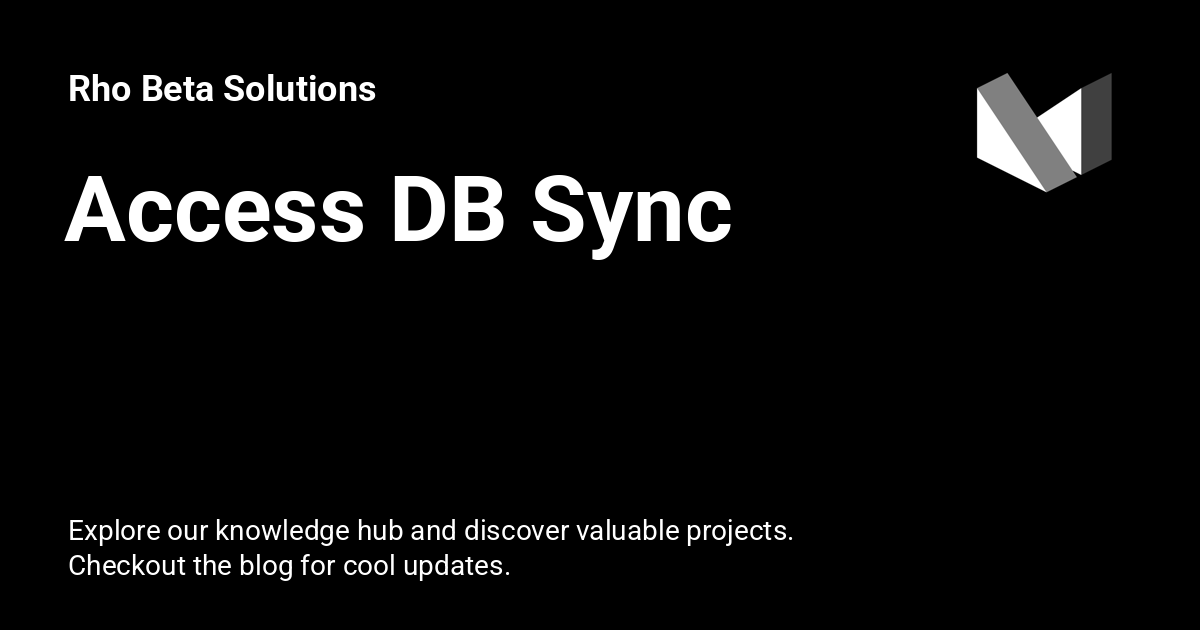 Rho Beta Solutions
Access DB Sync
Explore our knowledge hub and discover valuable projects.
Checkout the blog for cool updates.